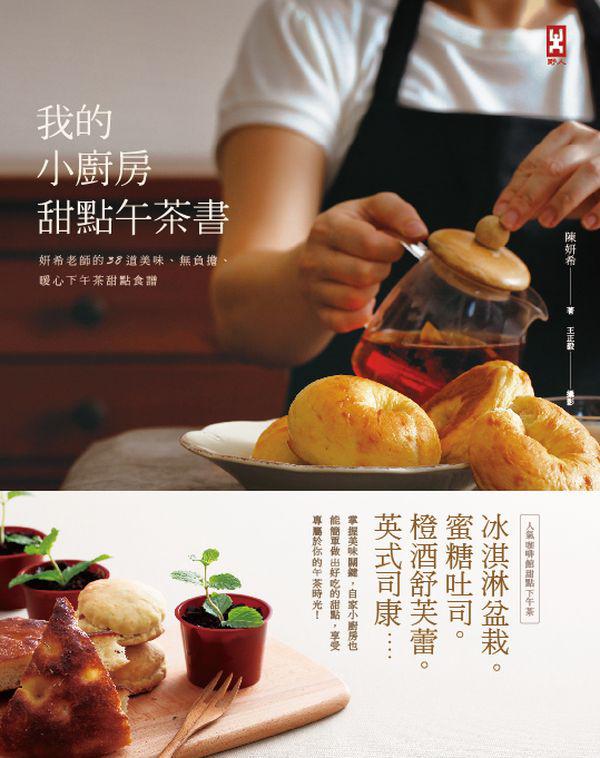 野人
我的
小廚房
甜點午茶書
妍希老師的38道美味、無負擔、
暖心下午茶甜點食譜
陳妍希 著 王正毅 攝影
人氣咖啡館甜點下午茶
冰淇淋盆栽。
蜜糖吐司。
橙酒舒芙蕾。
英式司康……
掌握美味關鍵，自家小廚房也
能簡單做出好吃的甜點，享受
專屬於你的午茶時光！